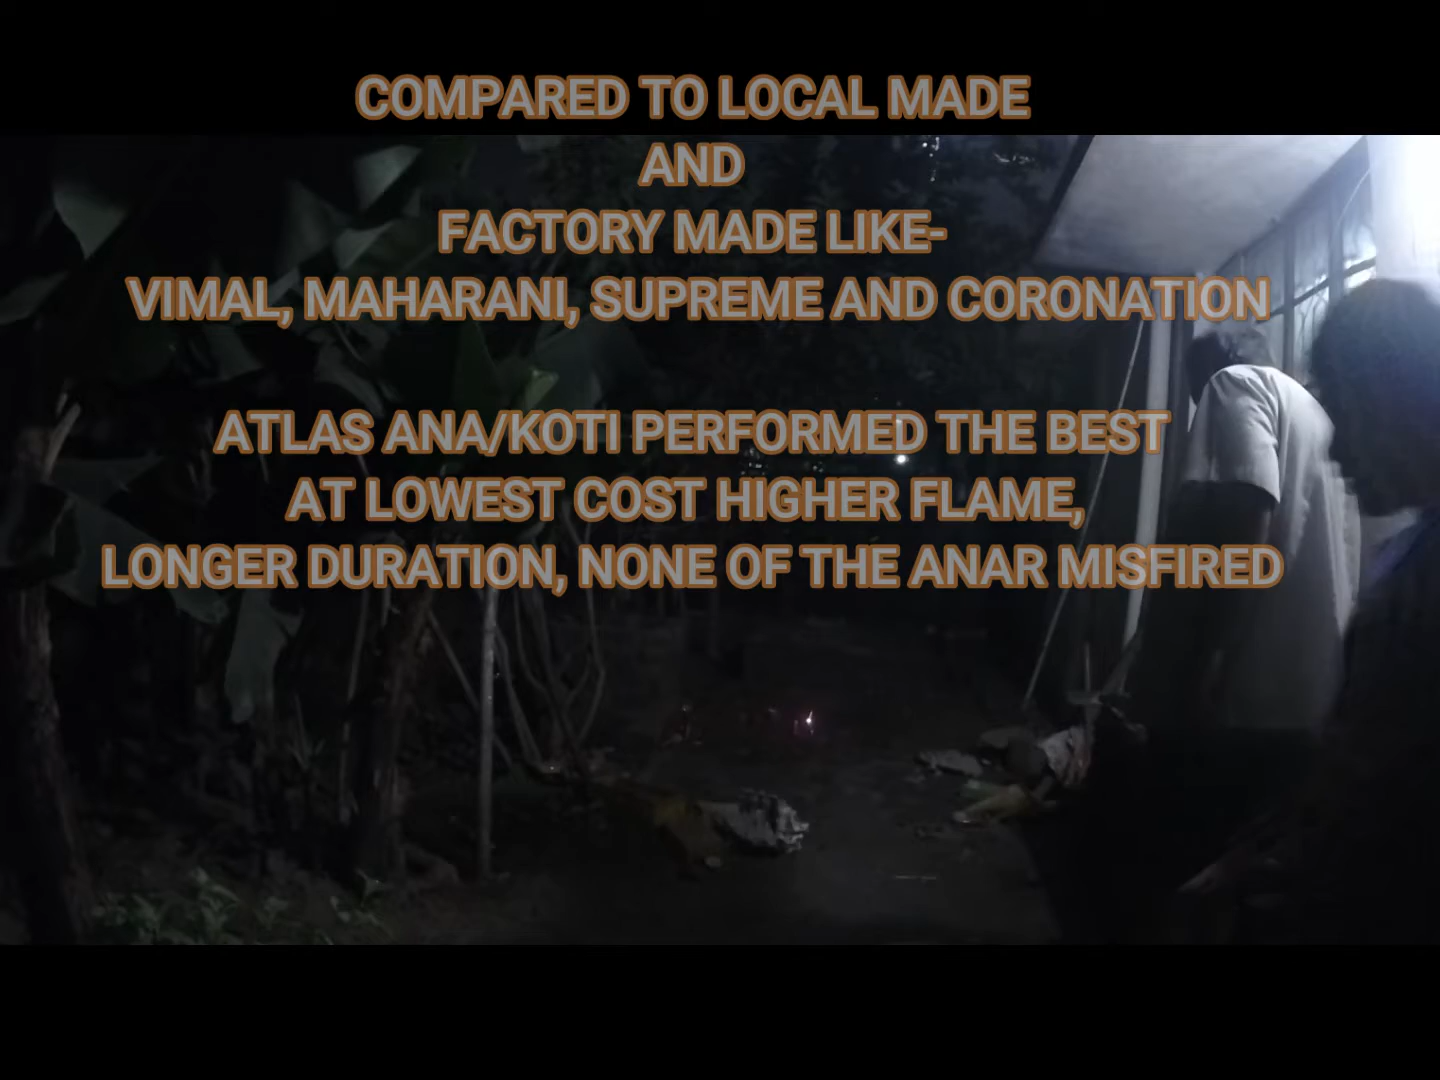 COMPARED TO LOCAL MADE
AND
FACTORY MADE LIKE-
VIMAL, MAHARANI, SUPREME AND CORONATION
ATLAS ANA/KOTI PERFORMED THE BEST
AT LOWEST COST HIGHER FLAME,
LONGER DURATION, NONE OF THE ANAR MISFIRED